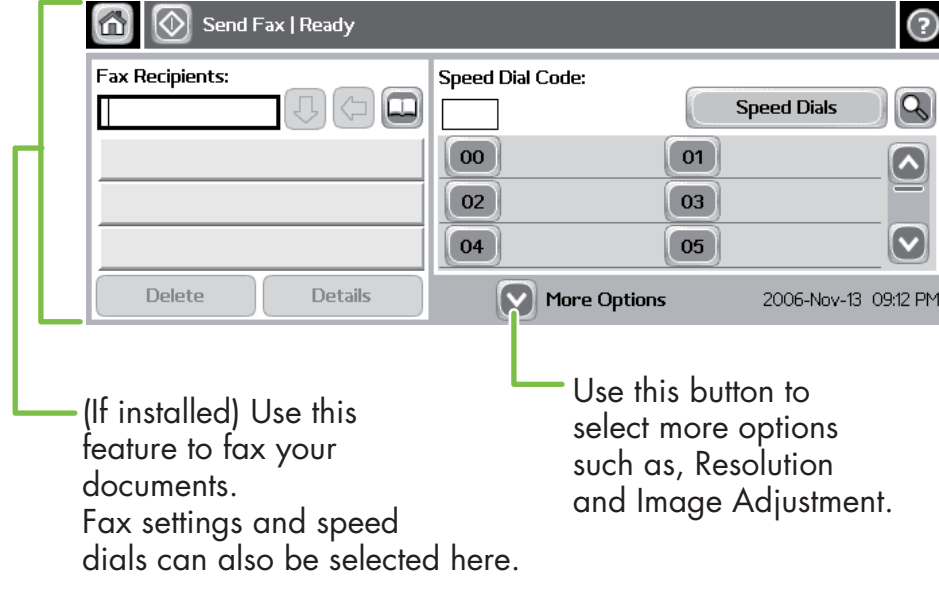 Send Fax | Ready
?
Fax Recipients:
Speed Dial Code:
Speed Dials
00
01
02
03
04
05
Delete
Details
More Options
2006-Nov-13 09:12 PM
(If installed) Use this
feature to fax your
documents.
Fax settings and speed
dials can also be selected here.
Use this button to
select more options
such as, Resolution
and Image Adjustment.